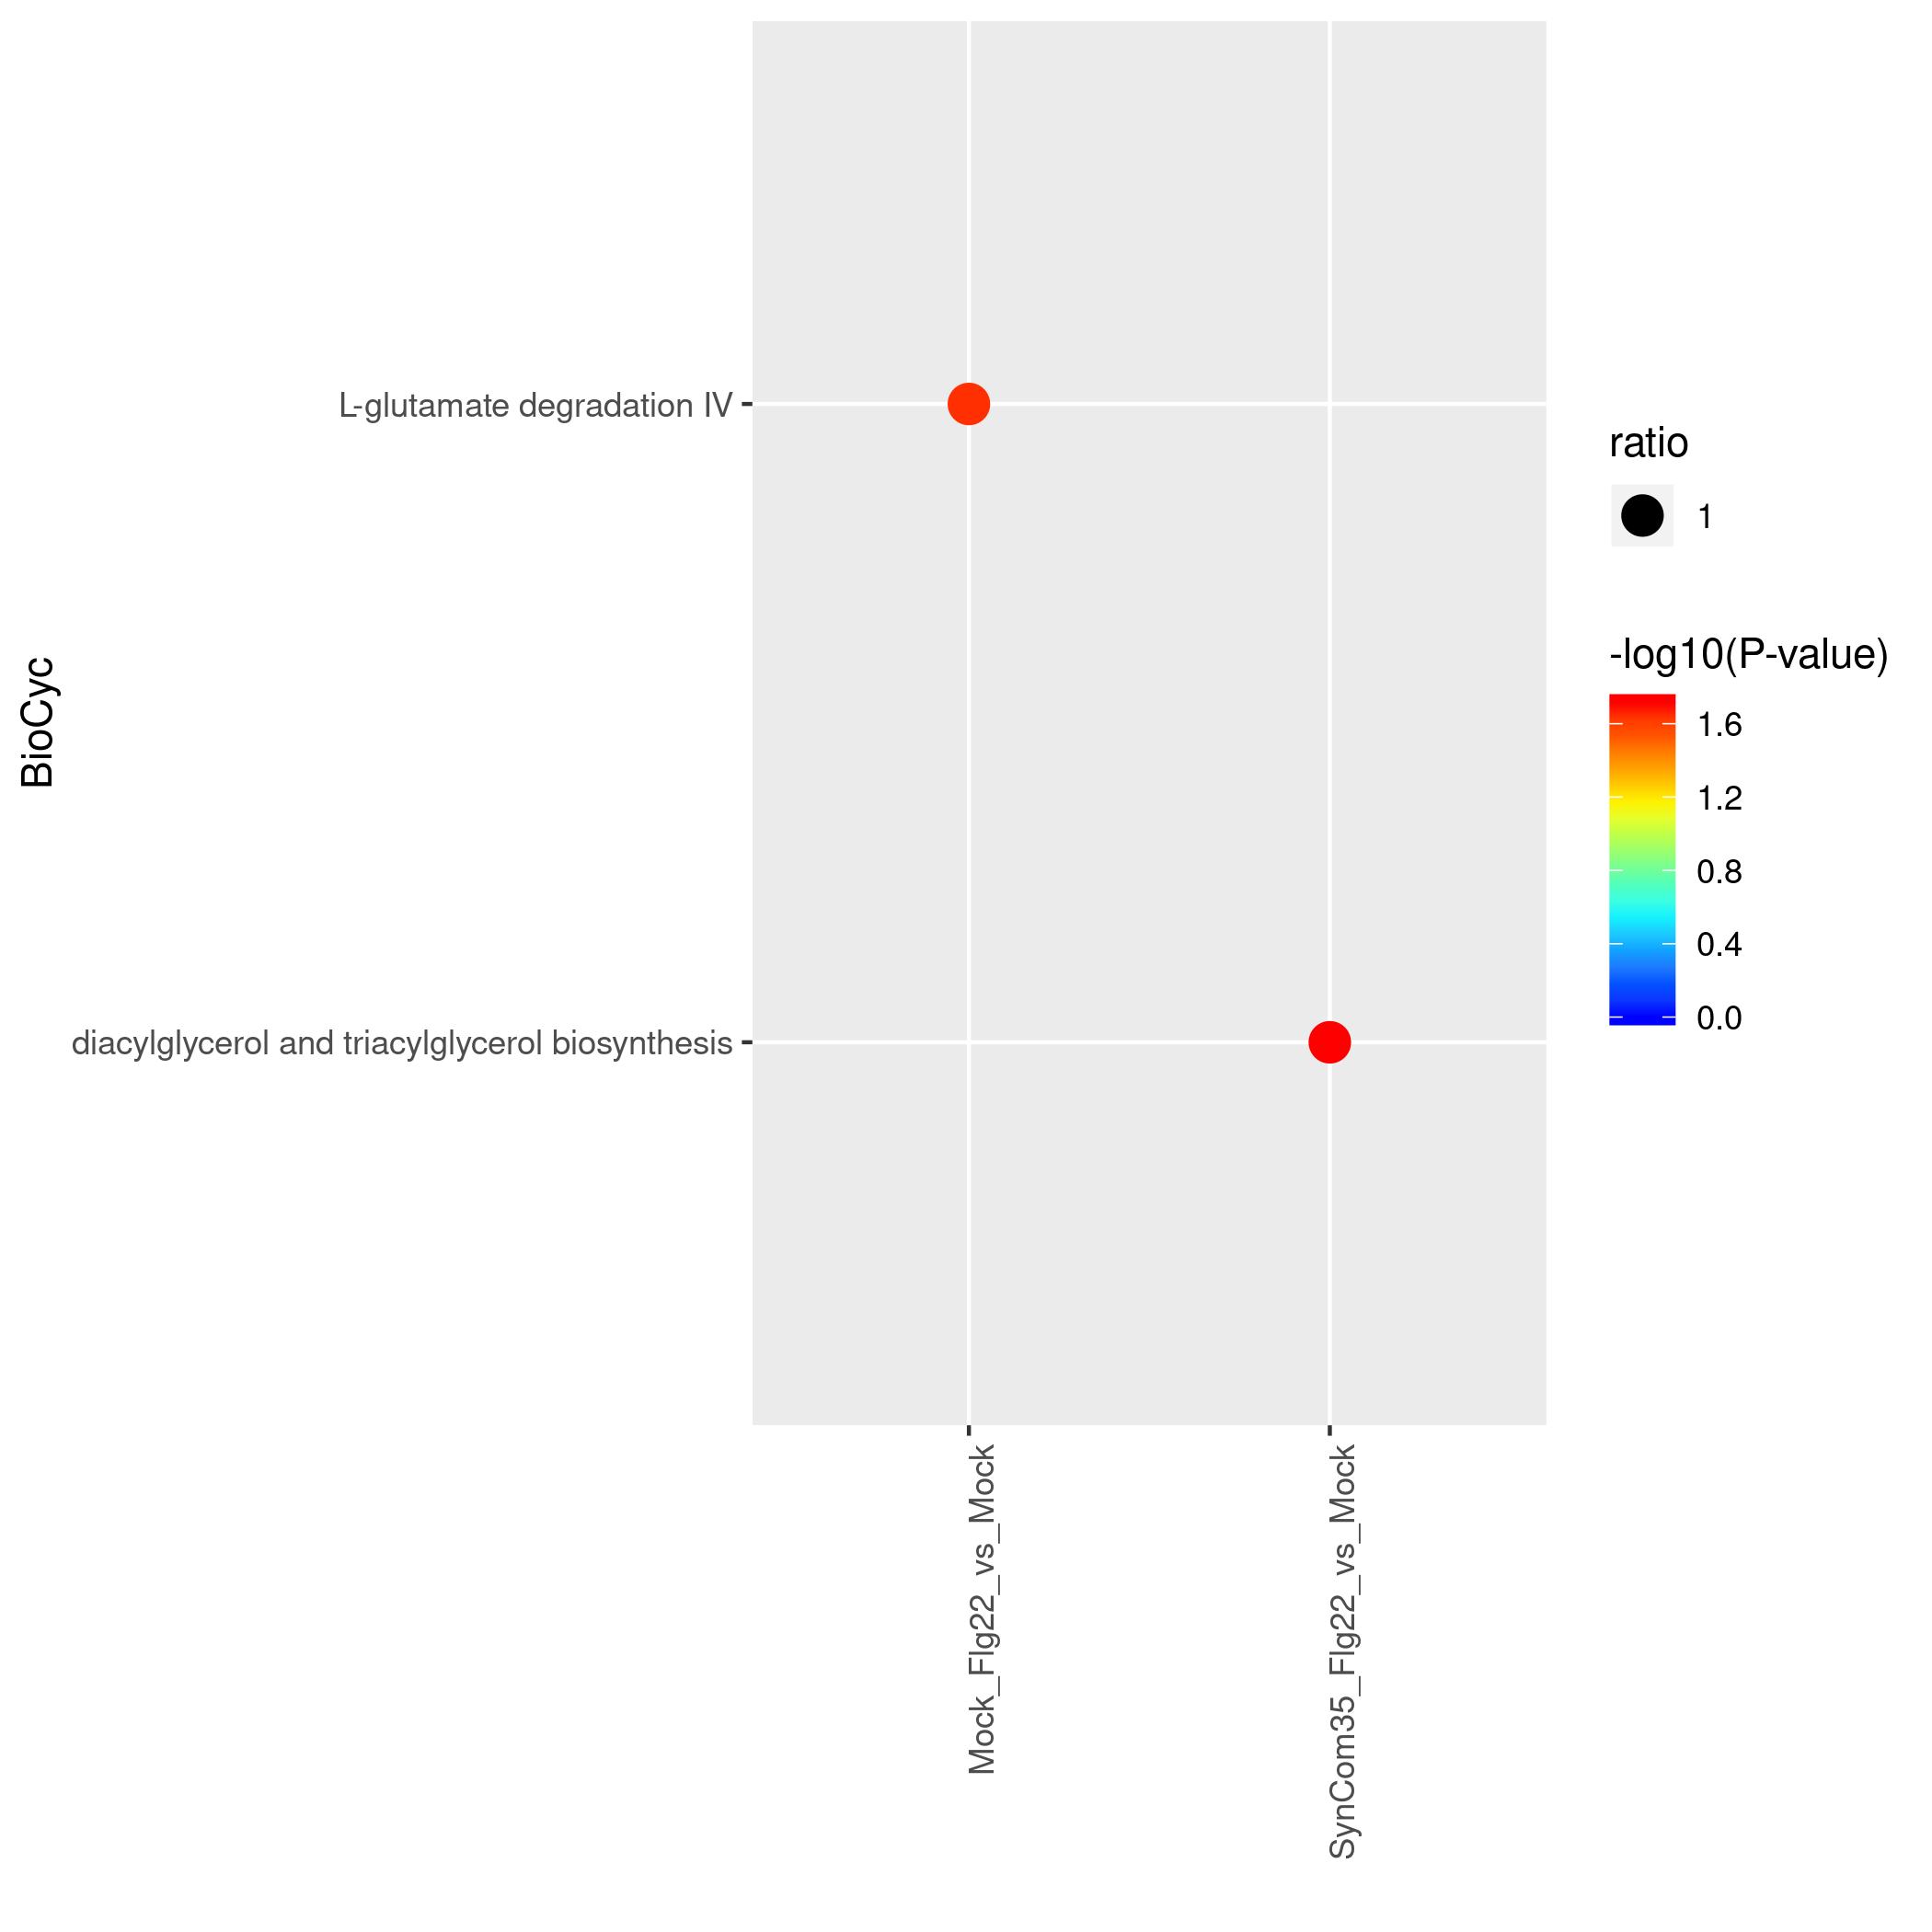 BioCyc
L-glutamate degradation IV
diacylglycerol and triacylglycerol biosynthesis
Mock_Flg22_vs_Mock
SynCom35_Flg22_vs_Mock
ratio
1
-log10(P-value)
1.6
1.2
0.8
0.4
0.0